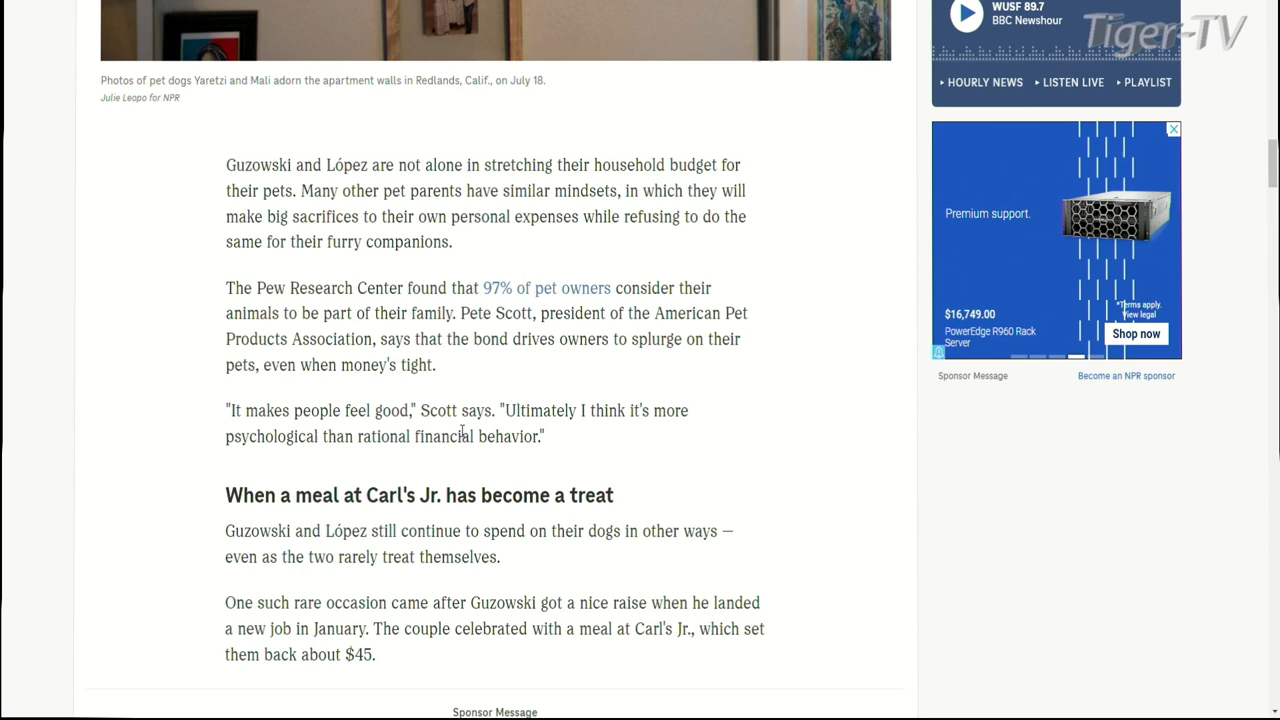 WUSF 89.7
BBC Newshour
Tiger-TV
▸ HOURLY NEWS ▸ LISTEN LIVE ▸ PLAYLIST
Photos of pet dogs Yaretzi and Mali adorn the apartment walls in Redlands, Calif., on July 18.
Julie Leopo for NPR
Guzowski and López are not alone in stretching their household budget for
their pets. Many other pet parents have similar mindsets, in which they will
make big sacrifices to their own personal expenses while refusing to do the
same for their furry companions.
The Pew Research Center found that 97% of pet owners consider their
animals to be part of their family. Pete Scott, president of the American Pet
Products Association, says that the bond drives owners to splurge on their
pets, even when money's tight.
"It makes people feel good," Scott says. "Ultimately I think it's more
psychological than rational financial behavior."
When a meal at Carl's Jr. has become a treat
Guzowski and López still continue to spend on their dogs in other ways —
even as the two rarely treat themselves.
One such rare occasion came after Guzowski got a nice raise when he landed
a new job in January. The couple celebrated with a meal at Carl's Jr., which set
them back about $45.
Sponsor Message
Premium support.
*Terms apply.
View legal
$16,749.00
PowerEdge R960 Rack
Server
Shop now
Sponsor Message
Become an NPR sponsor